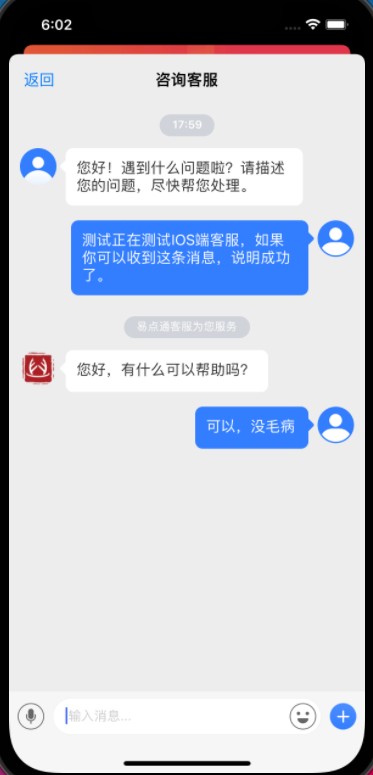 6:02
返回
咨询客服
17:59
您好！遇到什么问题啦？请描述
您的问题，尽快帮您处理。
测试正在测试IOS端客服，如果
你可以收到这条消息，说明成功
了。
易点通客服为您服务
您好，有什么可以帮助吗？
可以，没毛病
输入消息...